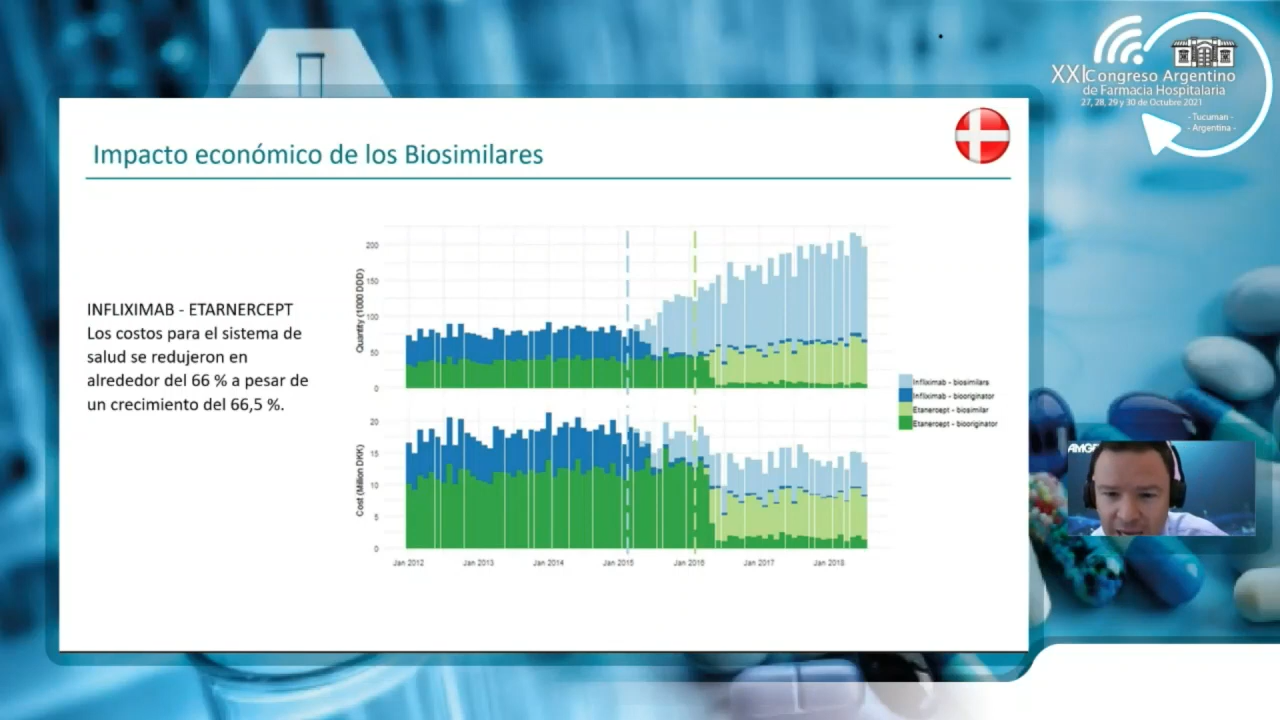 XXI Congreso Argentino
de Farmacia Hospitalaria
27, 28, 29 y 30 de Octubre 2021
- Tucuman -
- Argentina -
Impacto económico de los Biosimilares
INFLIXIMAB - ETARNERCEPT
Los costos para el sistema de
salud se redujeron en
alrededor del 66 % a pesar de
un crecimiento del 66,5 %.
Quantity (1000 DDD)
200
150
100
50
0
Infliximab - biosimilars
Infliximab - biooriginator
Etanercept - biosimilar
Etanercept - biooriginator
Cost (Million DKK)
20
15
10
5
0
Jan 2012
Jan 2013
Jan 2014
Jan 2015
Jan 2016
Jan 2017
Jan 2018